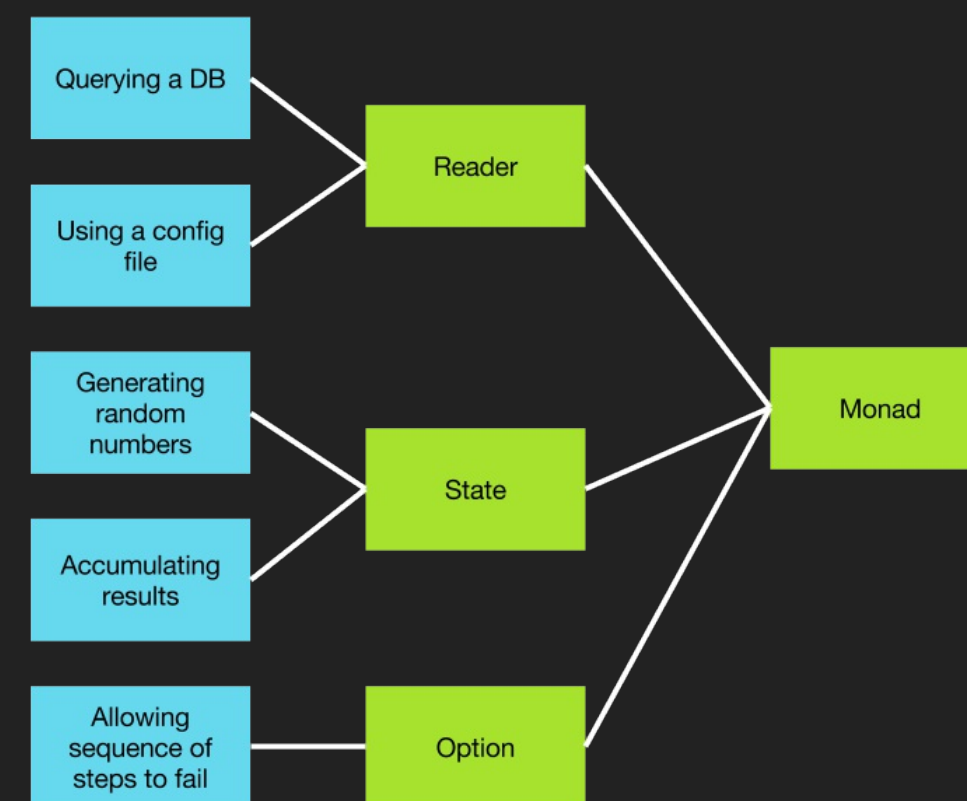 Querying a DB
Reader
Using a config
file
Generating
random
numbers
Monad
State
Accumulating
results
Allowing
sequence of
steps to fail
Option